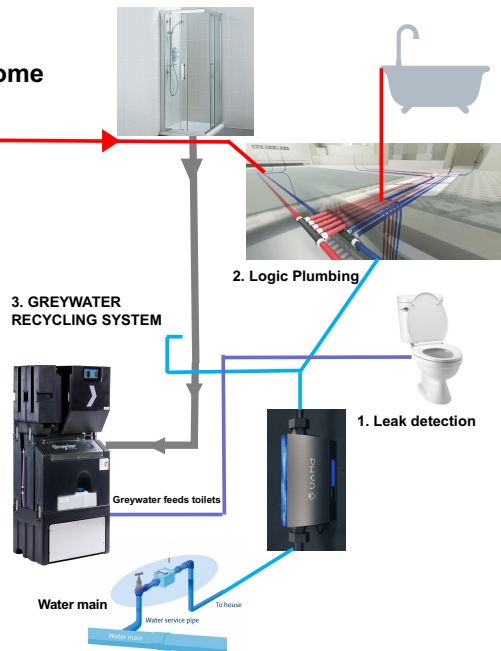 ome
2. Logic Plumbing
3. GREYWATER
RECYCLING SYSTEM
1. Leak detection
PHYN
Greywater feeds toilets
Water main
To house
Water service pipe
Water main